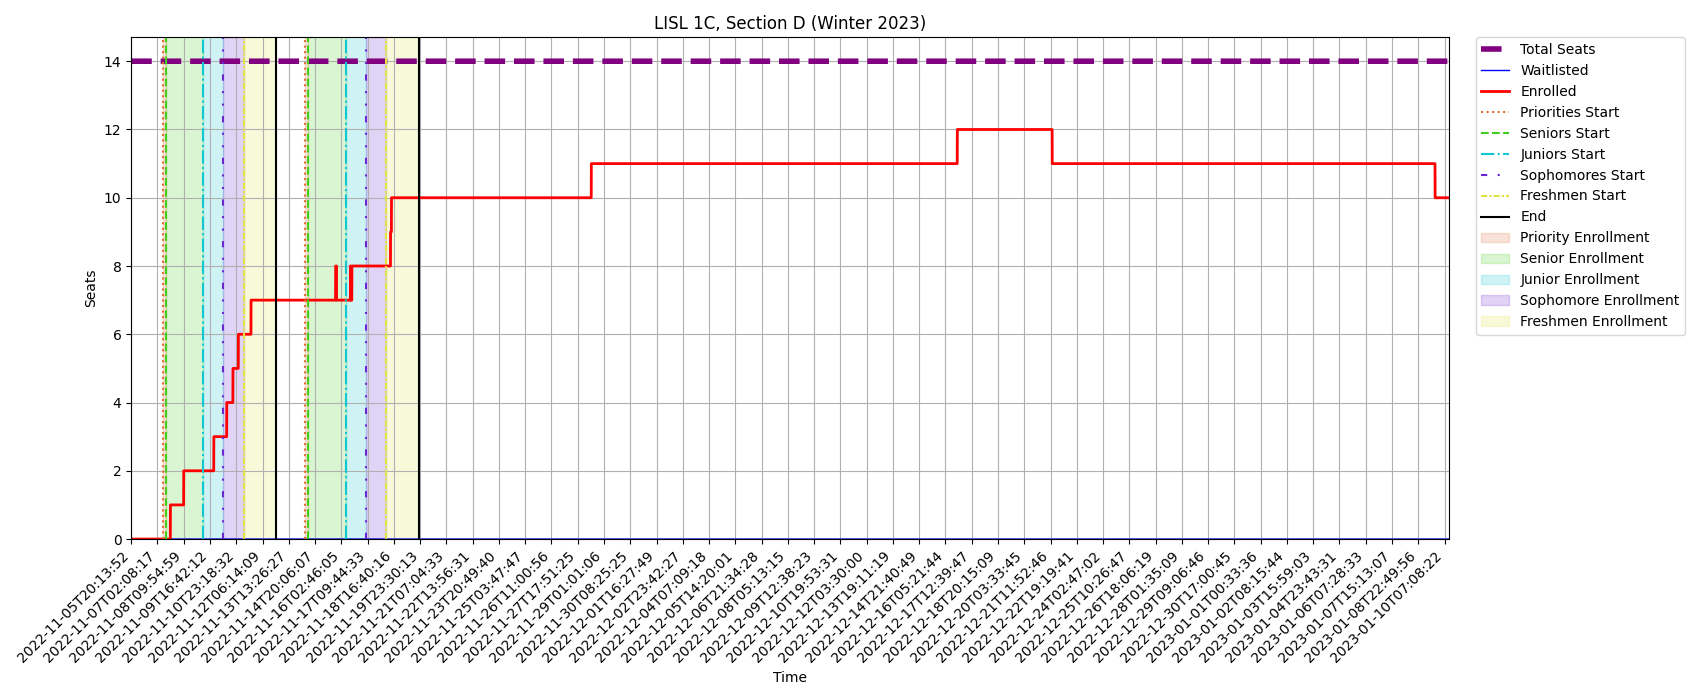 LISL 1C, Section D (Winter 2023)
Total Seats
Waitlisted
Enrolled
Priorities Start
Seniors Start
Juniors Start
Sophomores Start
Freshmen Start
End
Priority Enrollment
Senior Enrollment
Junior Enrollment
Sophomore Enrollment
Freshmen Enrollment
Seats
14
12
10
8
6
4
2
0
2022-11-05T20:13:52
2022-11-07T02:08:17
2022-11-08T09:54:59
2022-11-09T16:42:12
2022-11-10T23:18:32
2022-11-12T06:14:09
2022-11-13T13:26:27
2022-11-14T20:06:07
2022-11-16T02:46:05
2022-11-17T09:44:33
2022-11-18T16:40:16
2022-11-19T23:30:13
2022-11-21T07:04:33
2022-11-22T13:56:31
2022-11-23T20:49:40
2022-11-25T03:47:47
2022-11-26T11:00:56
2022-11-27T17:51:25
2022-11-29T01:01:06
2022-11-30T08:25:25
2022-12-01T16:27:49
2022-12-02T23:42:27
2022-12-04T07:09:18
2022-12-05T14:20:01
2022-12-06T21:34:28
2022-12-08T05:13:15
2022-12-09T12:38:23
2022-12-10T19:53:31
2022-12-12T03:30:00
2022-12-13T19:11:19
2022-12-14T21:40:49
2022-12-16T05:21:44
2022-12-17T12:39:47
2022-12-18T20:15:09
2022-12-20T03:33:45
2022-12-21T11:52:46
2022-12-22T19:19:41
2022-12-24T02:47:02
2022-12-25T10:26:47
2022-12-26T18:06:19
2022-12-28T01:35:09
2022-12-29T09:06:46
2022-12-30T17:00:45
2023-01-01T00:33:36
2023-01-02T08:15:44
2023-01-03T15:59:03
2023-01-04T23:43:31
2023-01-06T07:28:33
2023-01-07T15:13:07
2023-01-08T22:49:56
2023-01-10T07:08:22
Time